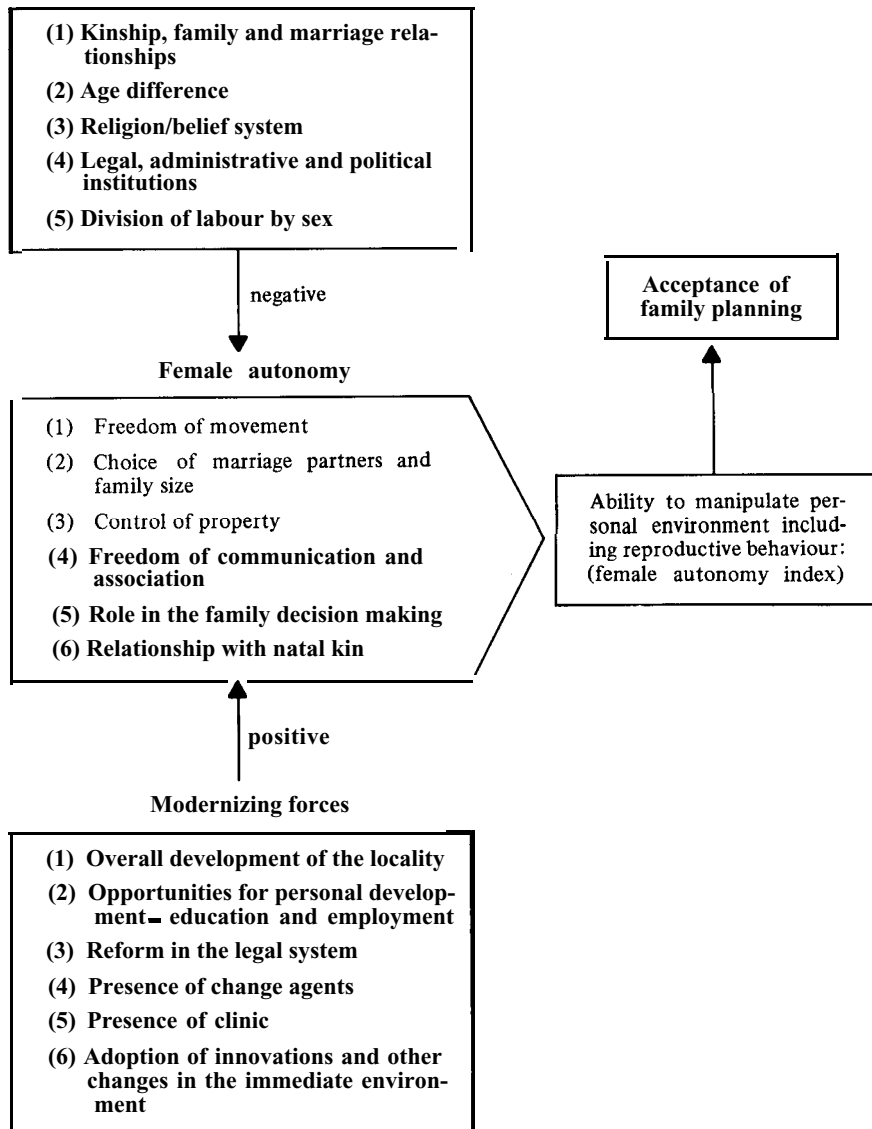 (1) Kinship, family and marriage rela-
tionships
(2) Age difference
(3) Religion/belief system
(4) Legal, administrative and political
institutions
(5) Division of labour by sex
negative
Female autonomy
(1) Freedom of movement
(2) Choice of marriage partners and
family size
(3) Control of property
(4) Freedom of communication and
association
(5) Role in the family decision making
(6) Relationship with natal kin
Acceptance of
family planning
Ability to manipulate per-
sonal environment includ-
ing reproductive behaviour:
(female autonomy index)
positive
Modernizing forces
(1) Overall development of the locality
(2) Opportunities for personal develop-
ment– education and employment
(3) Reform in the legal system
(4) Presence of change agents
(5) Presence of clinic
(6) Adoption of innovations and other
changes in the immediate environ-
ment